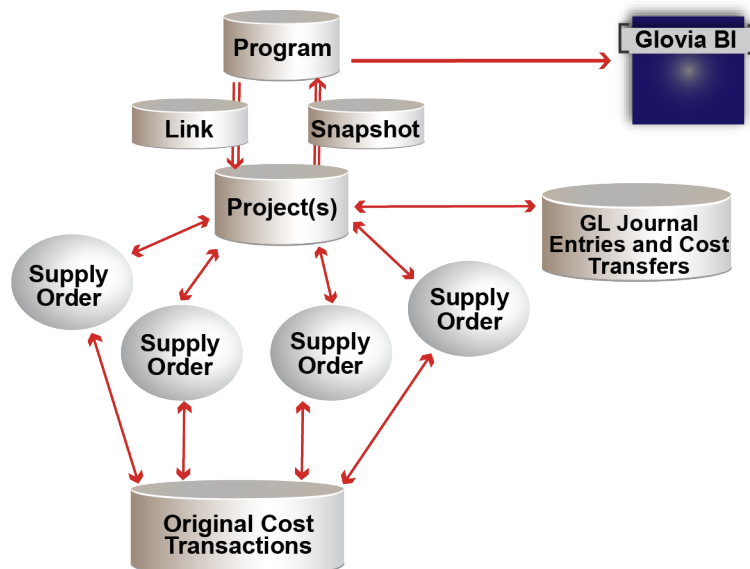 Program
Glovia BI
Link
Snapshot
Project(s)
GL Journal
Entries and Cost
Transfers
Supply
Order
Supply
Order
Supply
Order
Supply
Order
Original Cost
Transactions